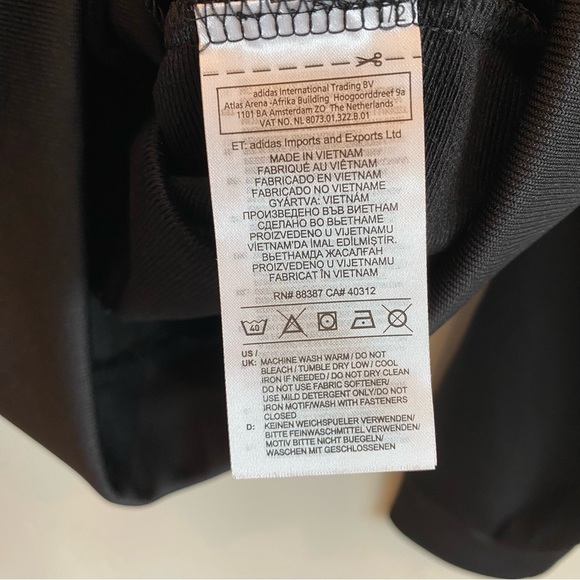 1/2
adidas International Trading BV
Atlas Arena -Afrika Building Hoogoorddreef 9a
1101 BA Amsterdam ZO The Netherlands
VAT NO. NL 8073.01.322.B.01
ET: adidas Imports and Exports Ltd
MADE IN VIETNAM
FABRIQUÉ AU VIÊTNAM
FABRICADO EN VIETNAM
FABRICADO NO VIETNAME
GYÁRTVA: VIETNÁM
ПРОИЗВЕДЕНО ВЪВ ВИЕТНАМ
СДЕЛАНО ВО ВЬЕТНАМЕ
PROIZVEDENO U VIJETNAMU
VİETNAM'DA İMAL EDİLMİŞTİR.
ВЬЕТНАМДА ЖАСАЛҒАН
PROIZVEDENO U VIJETNAMU
FABRICAT ÎN VIETNAM
RN# 88387 CA# 40312
40
US /
UK: MACHINE WASH WARM / DO NOT
BLEACH / TUMBLE DRY LOW / COOL
IRON IF NEEDED / DO NOT DRY CLEAN
DO NOT USE FABRIC SOFTENER/
USE MILD DETERGENT ONLY/DO NOT
IRON MOTIF/WASH WITH FASTENERS
CLOSED
D: KEINEN WEICHSPUELER VERWENDEN/
BITTE FEINWASCHMITTEL VERWENDEN/
MOTIV BITTE NICHT BUEGELN/
WASCHEN MIT GESCHLOSSENEN